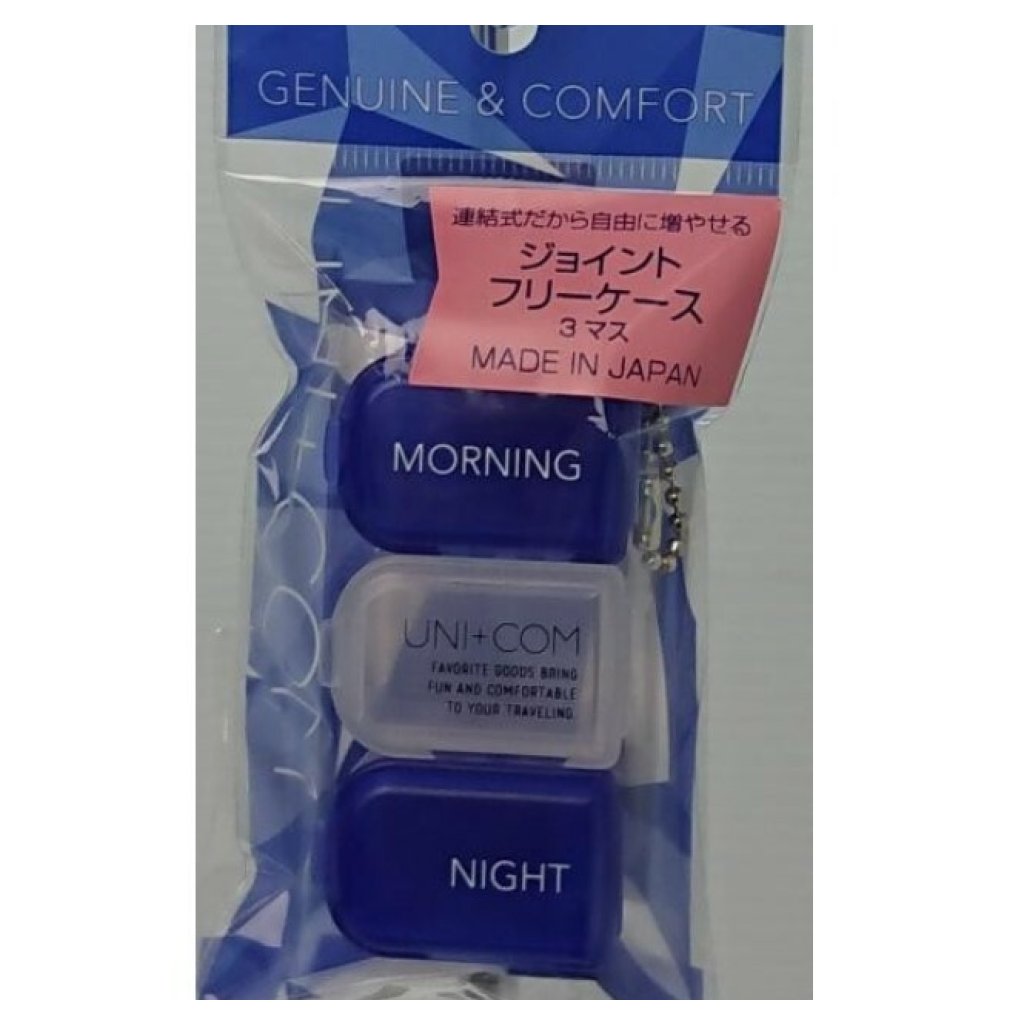 GENUINE & COMFORT
連結式だから自由に増やせる
ジョイント
フリーケース
3マス
MADE IN JAPAN
MORNING
UNI+COM
FAVORITE GOODS BRING
FUN AND COMFORTABLE
TO YOUR TRAVELING.
NIGHT